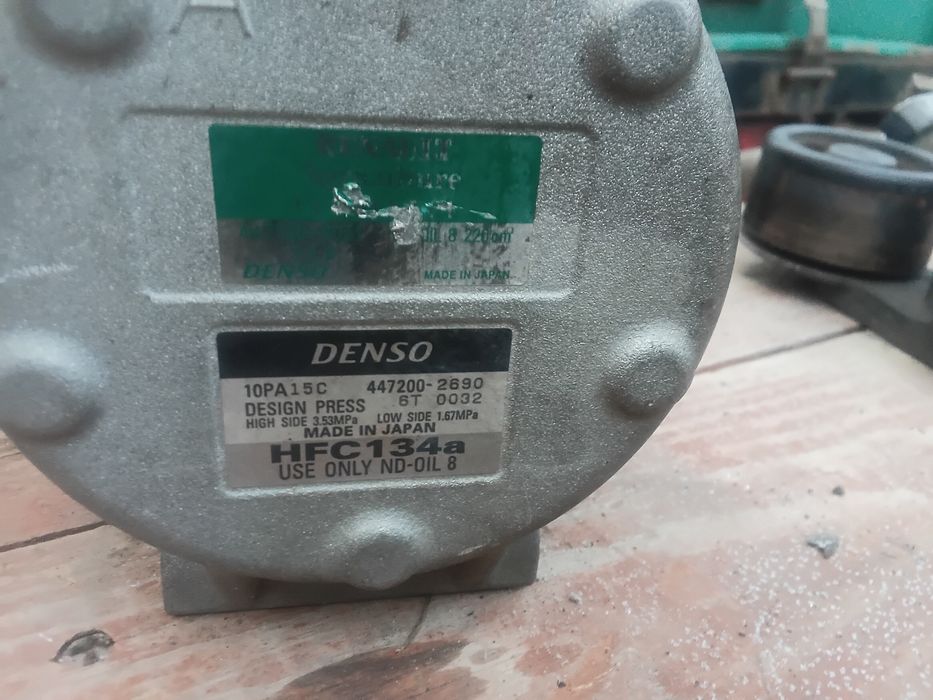 A
RENAULT
DENSO
MADE IN JAPAN
DENSO
10PA15C 447200-2690
DESIGN PRESS 6T 0032
HIGH SIDE 3.53MPa LOW SIDE 1.67MPa
MADE IN JAPAN
HFC134a
USE ONLY ND-OIL 8